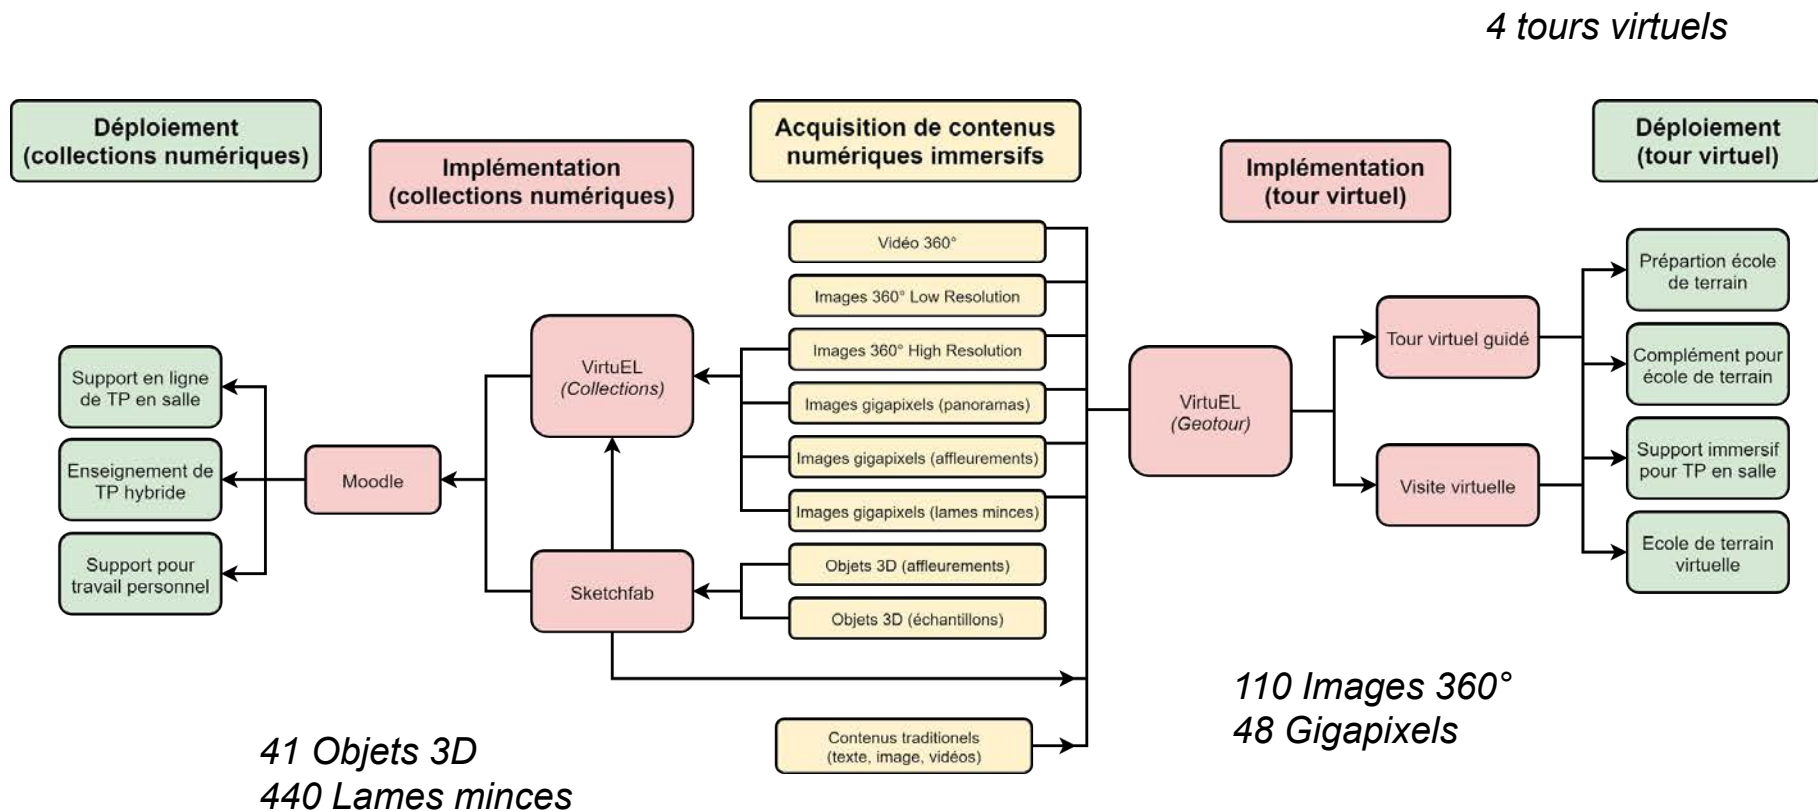 4 tours virtuels
Déploiement
(collections numériques)
Implémentation
(collections numériques)
Acquisition de contenus
numériques immersifs
Implémentation
(tour virtuel)
Déploiement
(tour virtuel)
Support en ligne
de TP en salle
Enseignement de
TP hybride
Support pour
travail personnel
Moodle
VirtuEL
(Collections)
Sketchfab
Vidéo 360°
Images 360° Low Resolution
Images 360° High Resolution
Images gigapixels (panoramas)
Images gigapixels (affleurements)
Images gigapixels (lames minces)
Objets 3D (affleurements)
Objets 3D (échantillons)
Contenus traditionels
(texte, image, vidéos)
VirtuEL
(Geotour)
Tour virtuel guidé
Visite virtuelle
Prépartion école
de terrain
Complément pour
école de terrain
Support immersif
pour TP en salle
Ecole de terrain
virtuelle
41 Objets 3D
440 Lames minces
110 Images 360°
48 Gigapixels